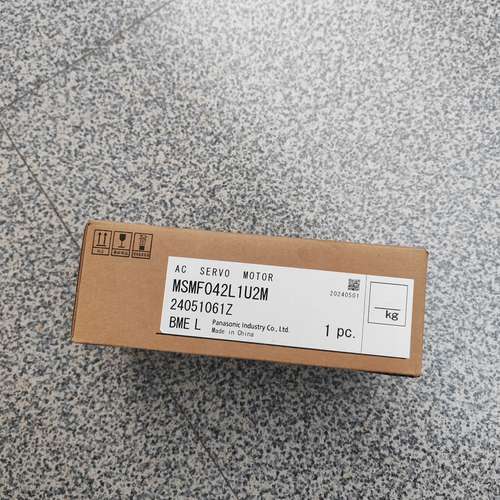 AC SERVO MOTOR
MSMF042L1U2M
20240501
24051061Z
BME L Panasonic Industry Co., Ltd.
Made in China
1 pc.
kg